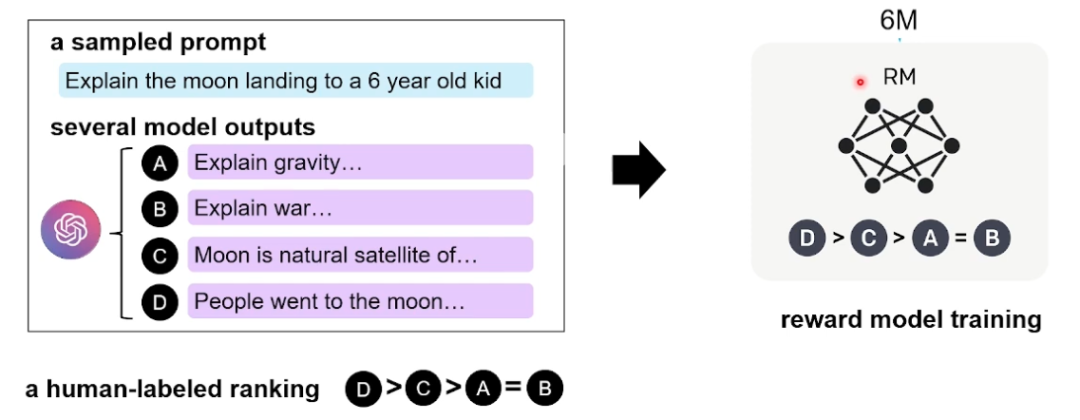 a sampled prompt
Explain the moon landing to a 6 year old kid
several model outputs
A Explain gravity…
B Explain war…
C Moon is natural satellite of…
D People went to the moon…
a human-labeled ranking D > C > A = B
6M
RM
D > C > A = B
reward model training